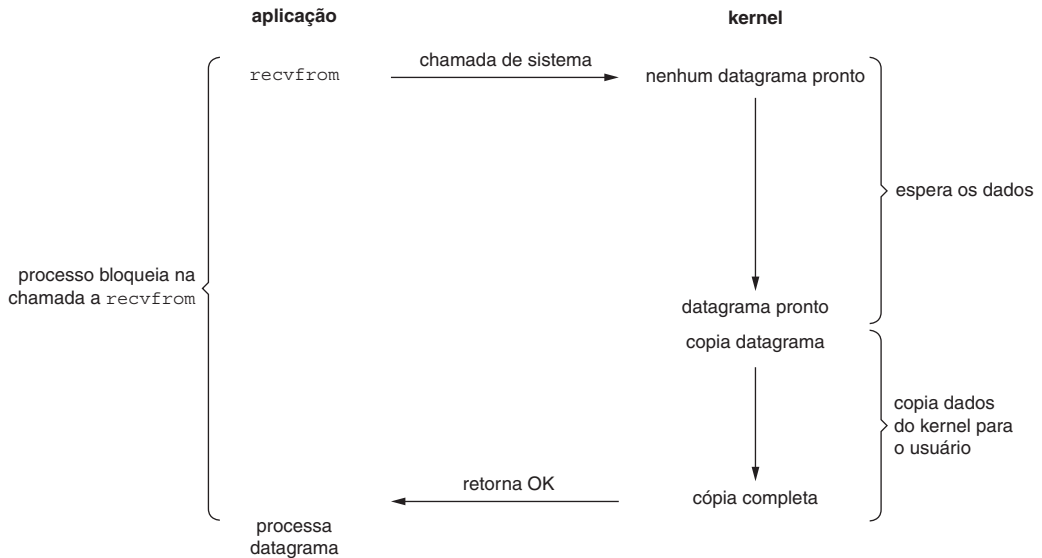 aplicação
kernel
chamada de sistema
recvfrom
nenhum datagrama pronto
espera os dados
processo bloqueia na
chamada a recvfrom
datagrama pronto
copia datagrama
copia dados
do kernel para
o usuário
retorna OK
cópia completa
processa
datagrama